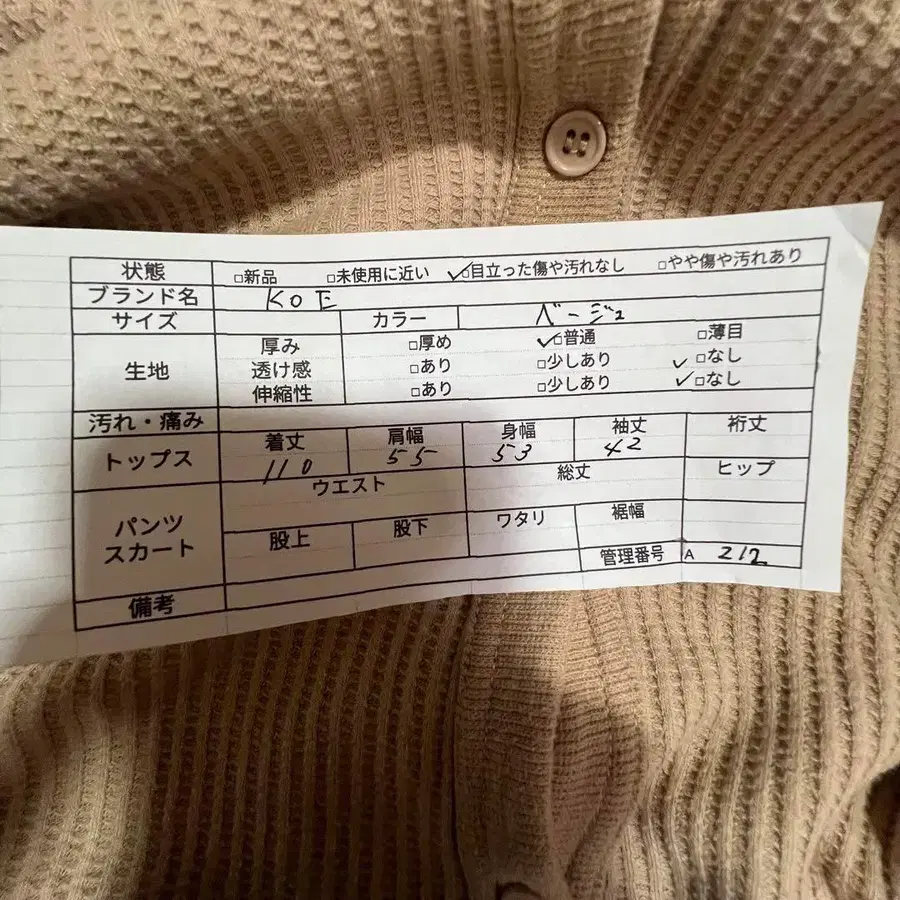 状態 □新品 □未使用に近い ✓□目立った傷や汚れなし □やや傷や汚れあり
ブランド名 KOE
サイズ カラー ベージュ
生地 厚み □厚め ✓□普通 □薄目
透け感 □あり □少しあり ✓□なし
伸縮性 □あり □少しあり ✓□なし
汚れ・痛み
トップス 着丈 肩幅 身幅 袖丈 裄丈
110 55 53 42
パンツ スカート ウエスト 総丈 ヒップ
股上 股下 ワタリ 裾幅
管理番号 A 212
備考